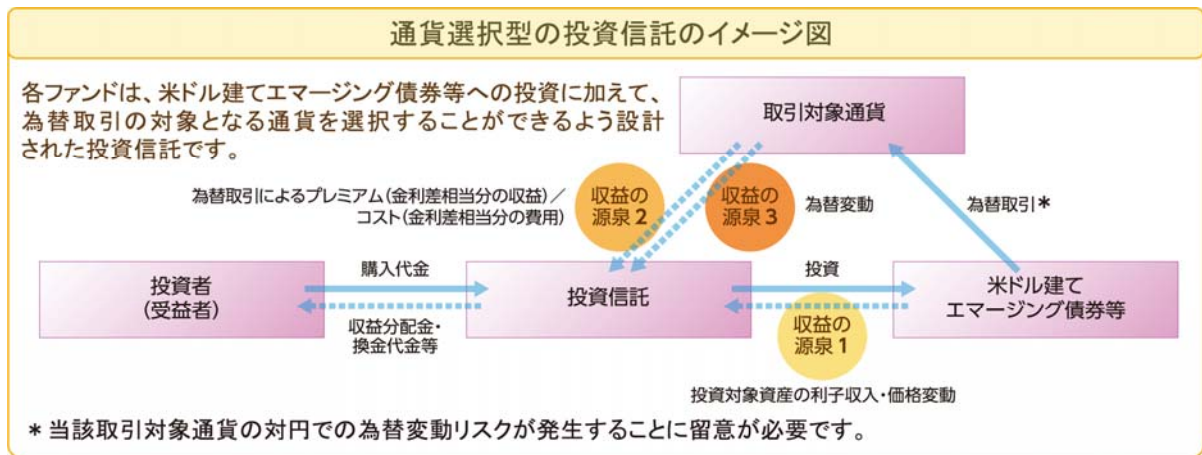 通貨選択型の投資信託のイメージ図
各ファンドは、米ドル建てエマージング債券等への投資に加えて、
為替取引の対象となる通貨を選択することができるよう設計
された投資信託です。
取引対象通貨
為替取引によるプレミアム(金利差相当分の収益)/
コスト(金利差相当分の費用)
収益の
源泉2
収益の
源泉3
為替変動
為替取引*
投資者
(受益者)
購入代金
収益分配金・
換金代金等
投資信託
投資
収益の
源泉1
米ドル建て
エマージング債券等
投資対象資産の利子収入・価格変動
*当該取引対象通貨の対円での為替変動リスクが発生することに留意が必要です。